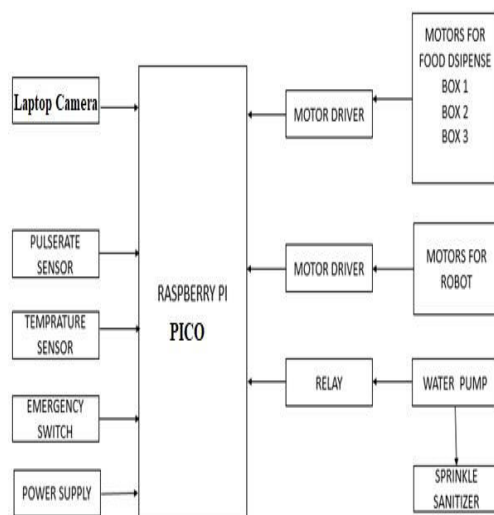 Laptop Camera
PULSERATE
SENSOR
TEMPRATURE
SENSOR
EMERGENCY
SWITCH
POWER SUPPLY
RASPBERRY PI
PICO
MOTOR DRIVER
MOTORS FOR
FOOD DSIPENSE
BOX 1
BOX 2
BOX 3
MOTOR DRIVER
MOTORS FOR
ROBOT
RELAY
WATER PUMP
SPRINKLE
SANITIZER